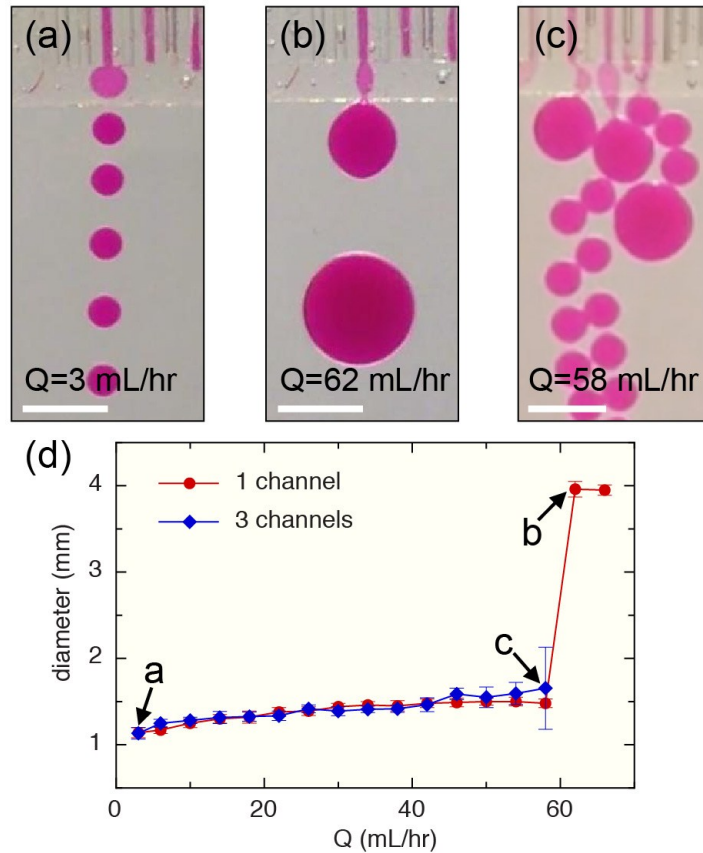 (a)
(b)
(c)
Q=3 mL/hr
Q=62 mL/hr
Q=58 mL/hr
(d)
1 channel
3 channels
a
b
c
diameter (mm)
4
3
2
1
0
20
40
60
Q (mL/hr)